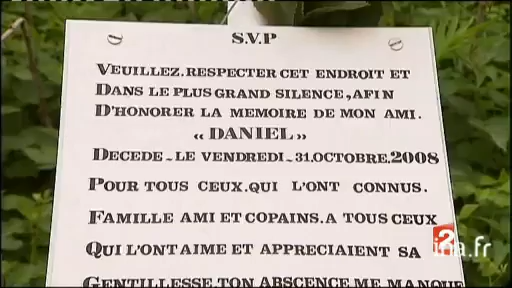 S.V.P
VEUILLEZ.RESPECTER CET ENDROIT ET
DANS LE PLUS GRAND SILENCE,AFIN
D'HONORER LA MEMOIRE DE MON AMI.
«DANIEL»
DECEDE~LE VENDREDI~31.OCTOBRE.2008
POUR TOUS CEUX.QUI L'ONT CONNUS.
FAMILLE AMI ET COPAINS.A TOUS CEUX
QUI L'ONT AIME ET APPRECIAIENT SA
GENTILLESSE.TON ABSCENCE ME MANQUE
2
ina.fr